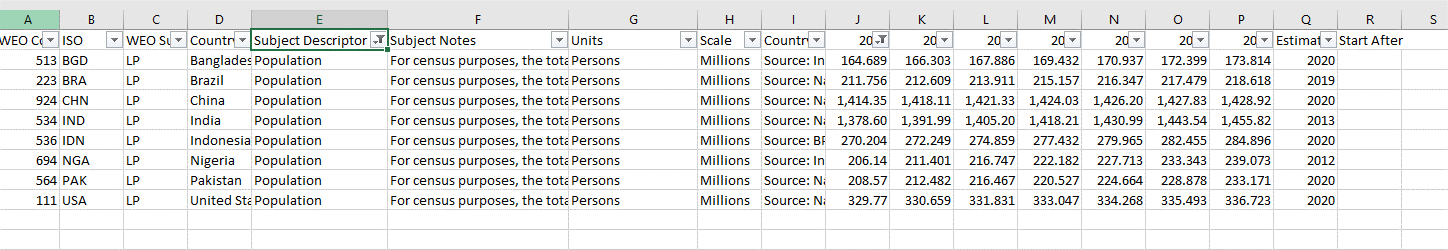 A B C D E F G H I J K L M N O P Q R S
WEO Co ISO WEO Su Country Subject Descriptor Subject Notes Units Scale Countr 20 20 20 20 20 20 20 Estimat Start After
513 BGD LP Banglades Population For census purposes, the tota Persons Millions Source: In 164.689 166.303 167.886 169.432 170.937 172.399 173.814 2020
223 BRA LP Brazil Population For census purposes, the tota Persons Millions Source: Na 211.756 212.609 213.911 215.157 216.347 217.479 218.618 2019
924 CHN LP China Population For census purposes, the tota Persons Millions Source: Na 1,414.35 1,418.11 1,421.33 1,424.03 1,426.20 1,427.83 1,428.92 2020
534 IND LP India Population For census purposes, the tota Persons Millions Source: Na 1,378.60 1,391.99 1,405.20 1,418.21 1,430.99 1,443.54 1,455.82 2013
536 IDN LP Indonesia Population For census purposes, the tota Persons Millions Source: BP 270.204 272.249 274.859 277.432 279.965 282.455 284.896 2020
694 NGA LP Nigeria Population For census purposes, the tota Persons Millions Source: In 206.14 211.401 216.747 222.182 227.713 233.343 239.073 2012
564 PAK LP Pakistan Population For census purposes, the tota Persons Millions Source: Na 208.57 212.482 216.467 220.527 224.664 228.878 233.171 2020
111 USA LP United Sta Population For census purposes, the tota Persons Millions Source: Na 329.77 330.659 331.831 333.047 334.268 335.493 336.723 2020